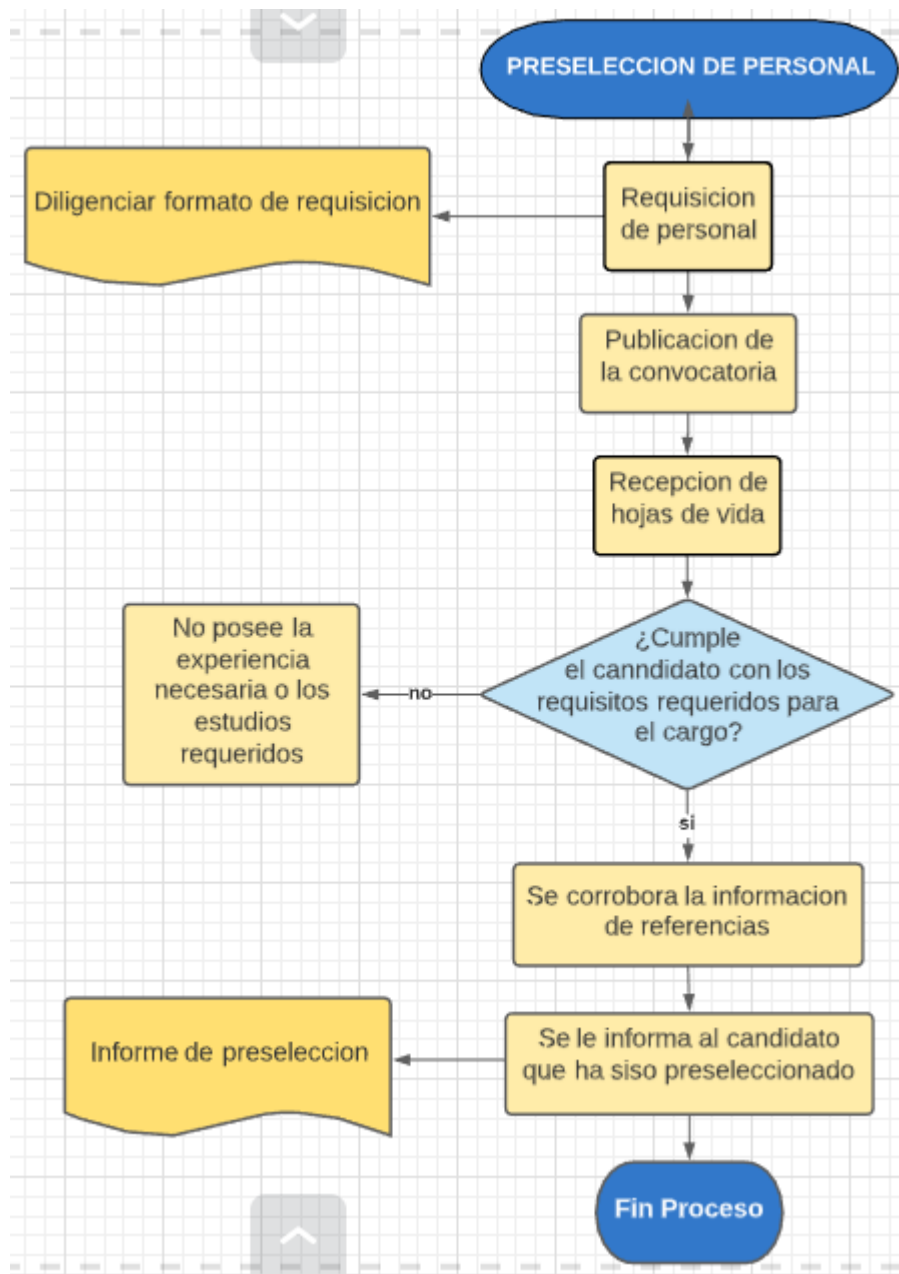 PRESELECCION DE PERSONAL
Diligenciar formato de requisicion
Requisicion
de personal
Publicacion de
la convocatoria
Recepcion de
hojas de vida
¿Cumple
el canndidato con los
requisitos requeridos para
el cargo?
no
No posee la
experiencia
necesaria o los
estudios
requeridos
si
Se corrobora la informacion
de referencias
Se le informa al candidato
que ha siso preseleccionado
Informe de preseleccion
Fin Proceso